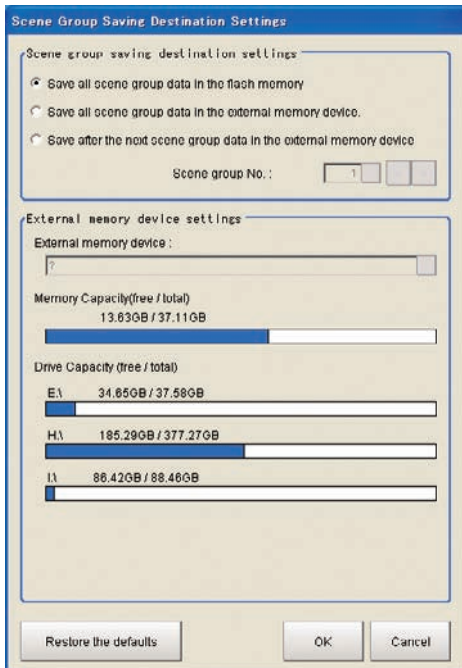 Scene Group Saving Destination Settings
Scene group saving destination settings
Save all scene group data in the flash memory
Save all scene group data in the external memory device.
Save after the next scene group data in the external memory device
Scene group No. : 1
External memory device settings
External memory device :
?
Memory Capacity(free / total)
13.63GB / 37.11GB
Drive Capacity (free / total)
E:\ 34.65GB / 37.58GB
H:\ 185.29GB / 377.27GB
I:\ 86.42GB / 88.46GB
Restore the defaults OK Cancel